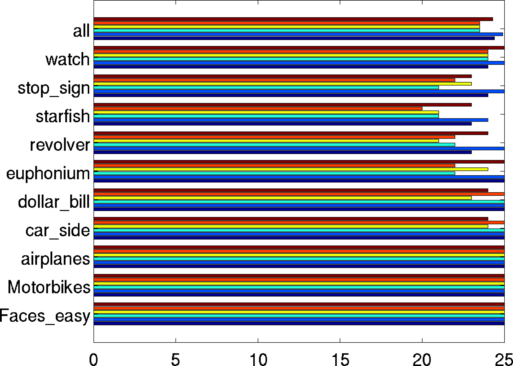 all
watch
stop_sign
starfish
revolver
euphonium
dollar_bill
car_side
airplanes
Motorbikes
Faces_easy
0 5 10 15 20 25